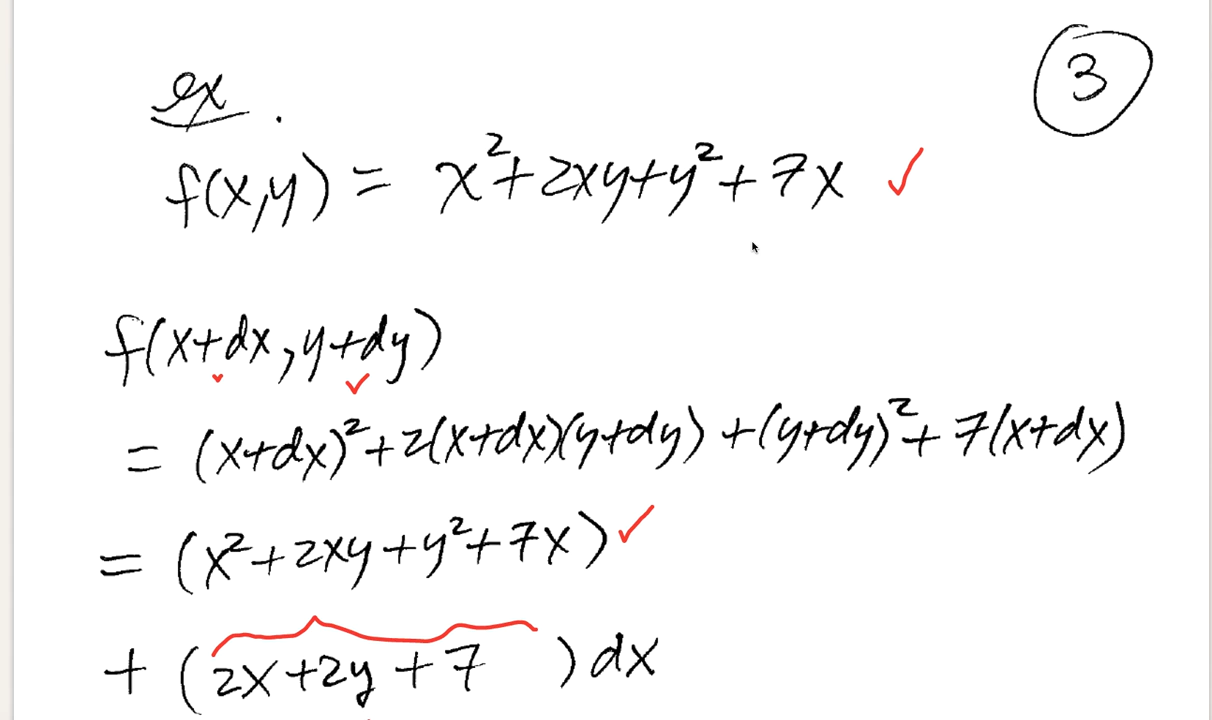 3
ex.
f(x,y) = x²+2xy+y²+7x ✓
f(x+dx,y+dy)
= (x+dx)²+2(x+dx)(y+dy)+(y+dy)²+7(x+dx)
= (x²+2xy+y²+7x) ✓
+ (2x+2y+7)dx